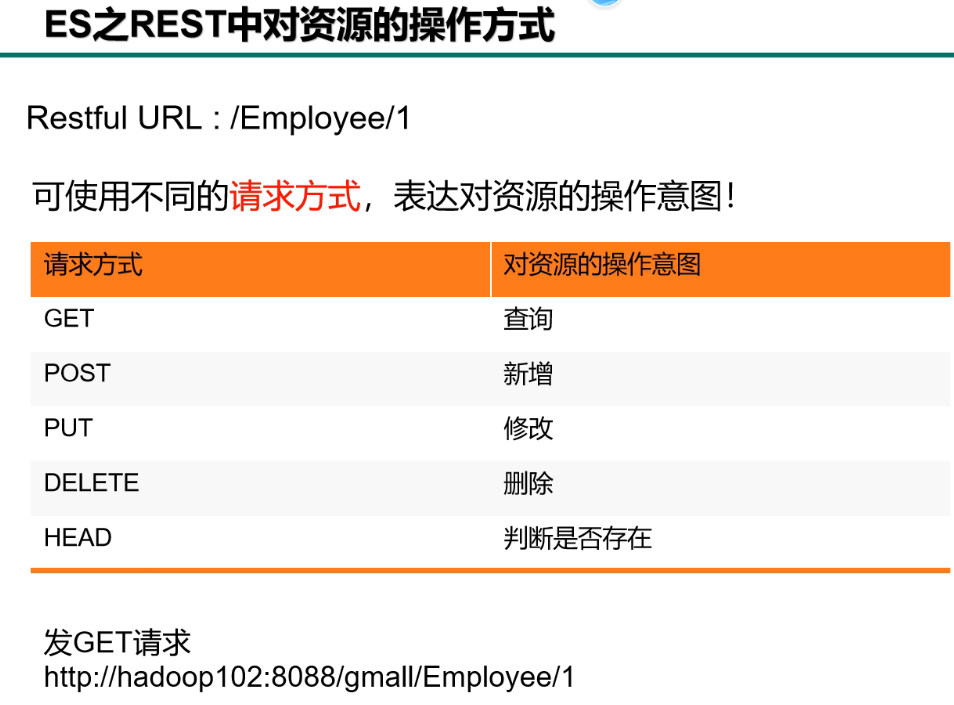 ES之REST中对资源的操作方式
Restful URL : /Employee/1
可使用不同的请求方式，表达对资源的操作意图！
请求方式 对资源的操作意图
GET 查询
POST 新增
PUT 修改
DELETE 删除
HEAD 判断是否存在
发GET请求
http://hadoop102:8088/gmall/Employee/1